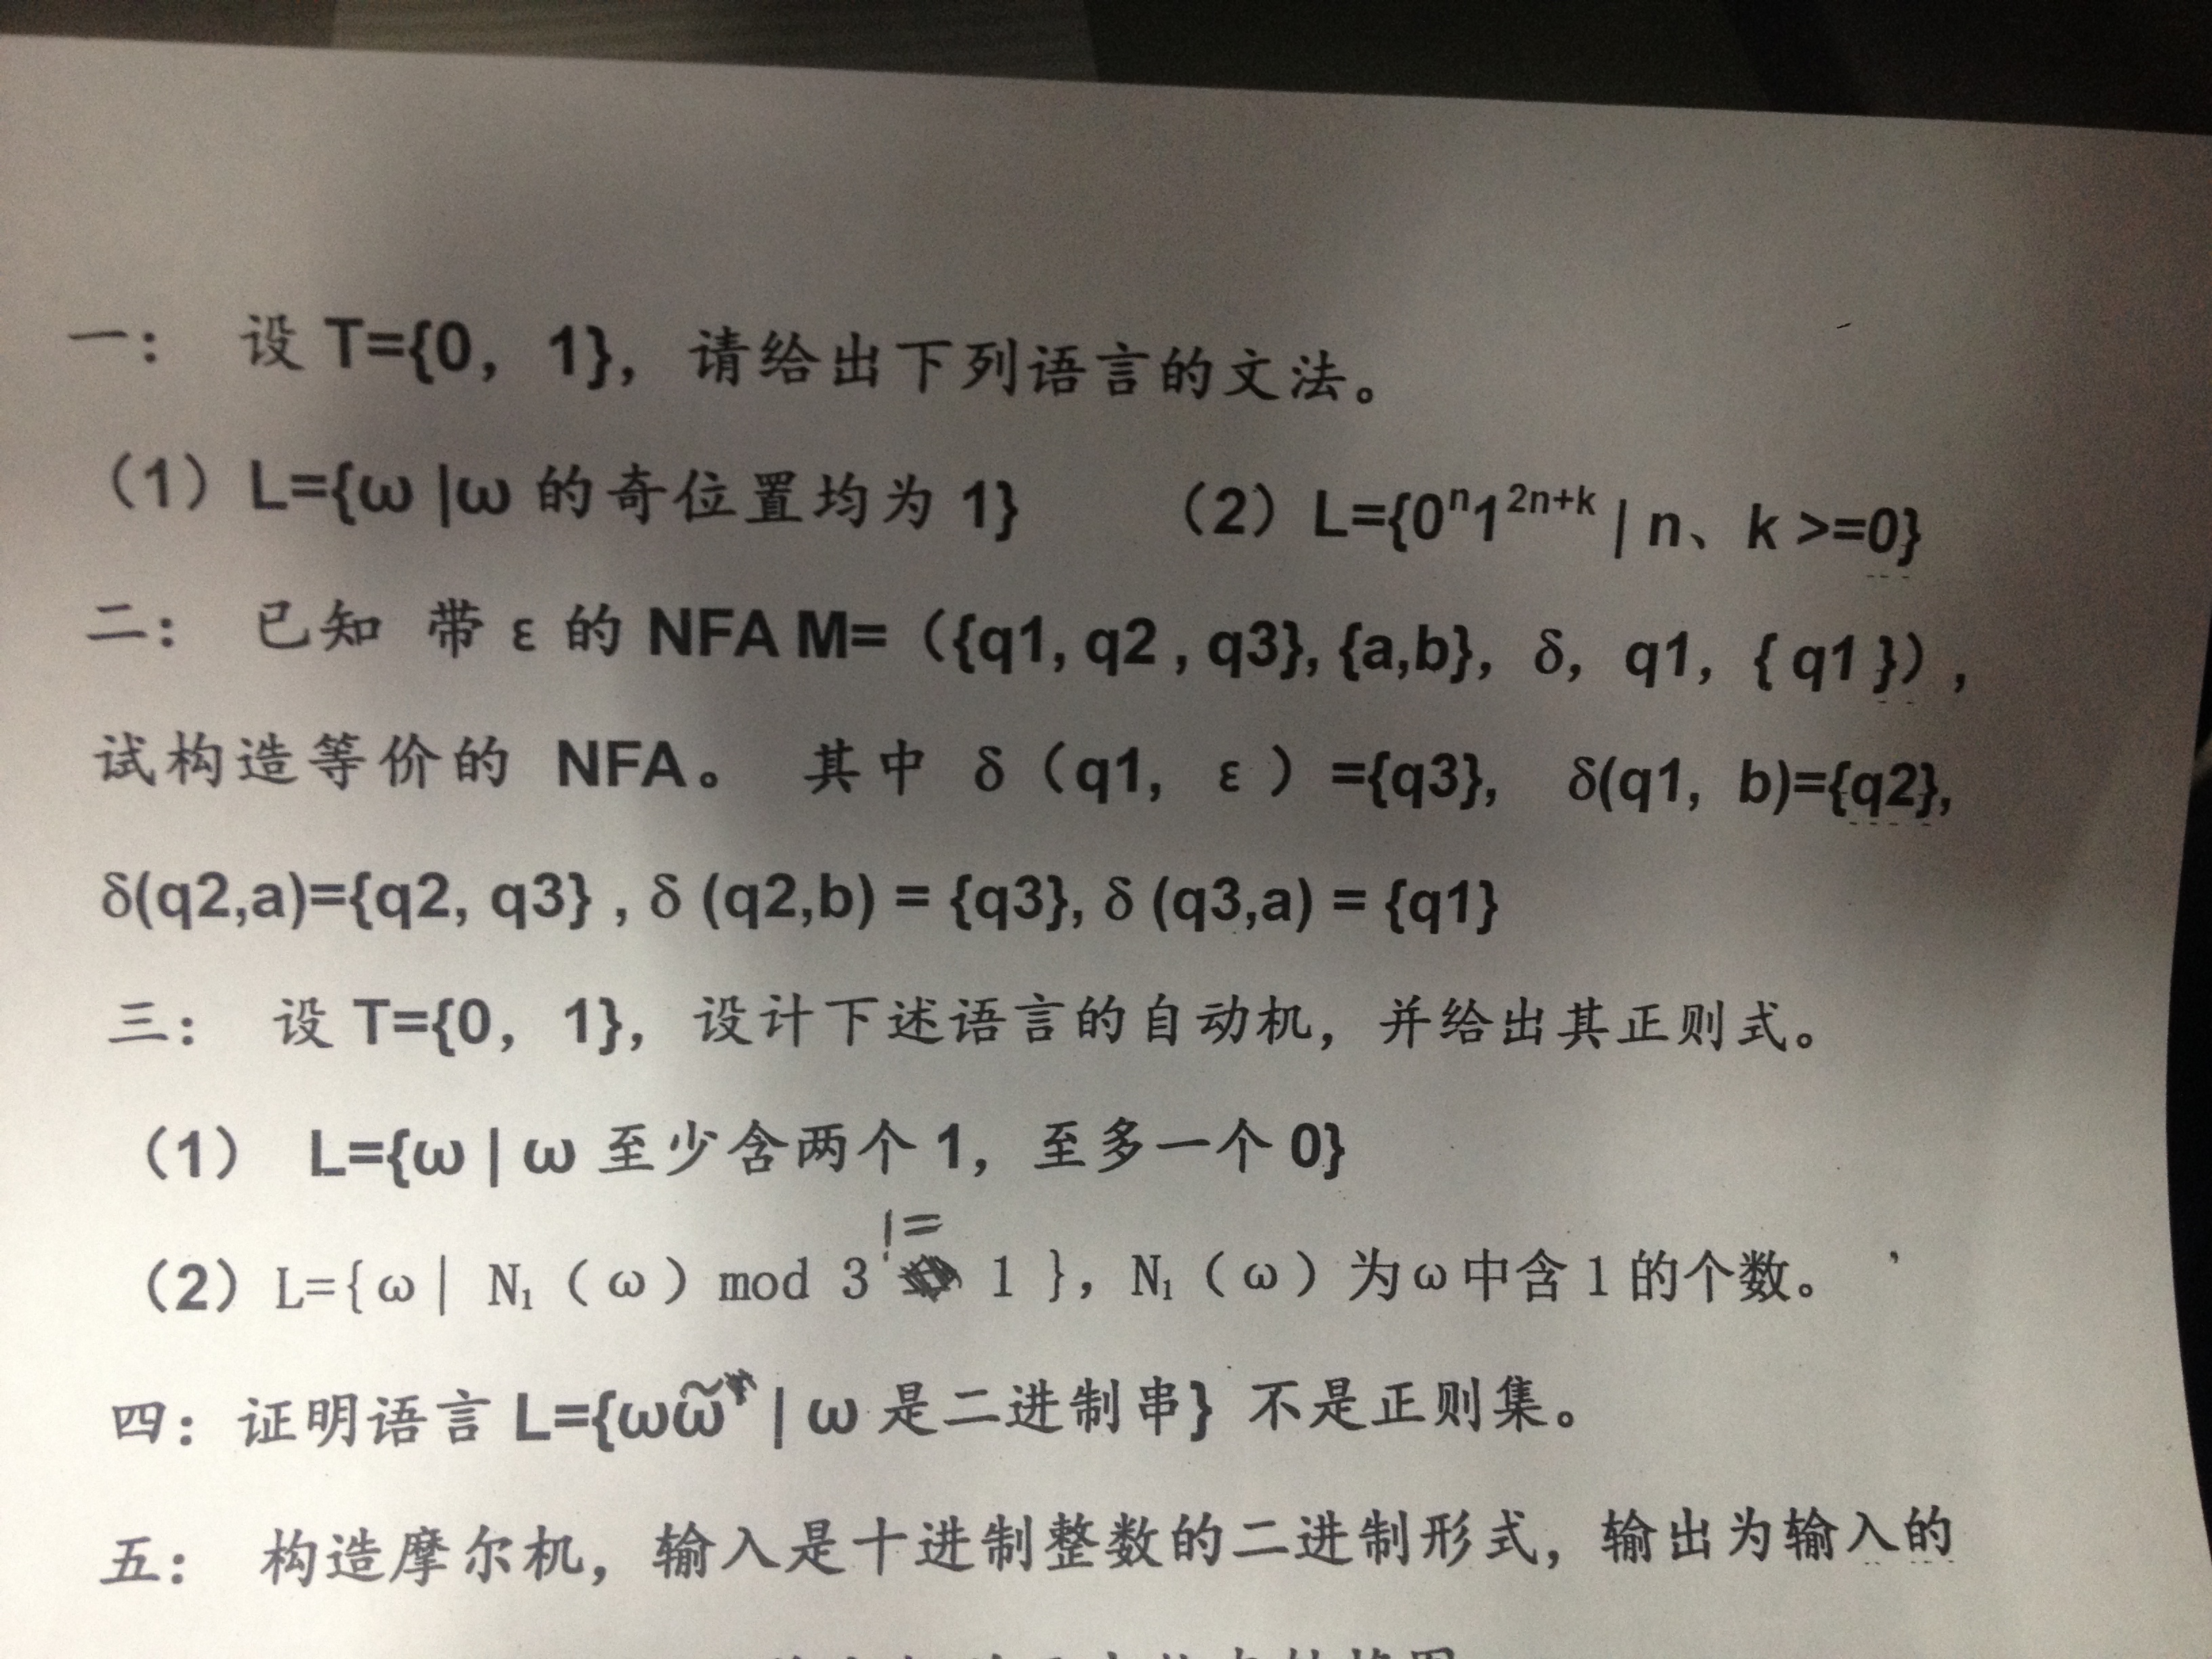 一： 设 T={0，1}，请给出下列语言的文法。
（1）L={ω |ω 的奇位置均为 1} （2）L={0ⁿ1²ⁿ⁺ᵏ | n、k >=0}
二： 已知 带 ε 的 NFA M=（{q1, q2 , q3}, {a,b}，δ，q1，{ q1 }），
试构造等价的 NFA。 其中 δ（q1， ε ）={q3}, δ(q1，b)={q2},
δ(q2,a)={q2, q3} , δ (q2,b) = {q3}, δ (q3,a) = {q1}
三： 设 T={0，1}，设计下述语言的自动机，并给出其正则式。
（1） L={ω | ω 至少含两个 1，至多一个 0}
!=
（2）L={ω| N₁（ω）mod 3 1 }，N₁（ω）为ω中含1的个数。
四：证明语言 L={ωω̃ | ω 是二进制串} 不是正则集。
五： 构造摩尔机，输入是十进制整数的二进制形式，输出为输入的